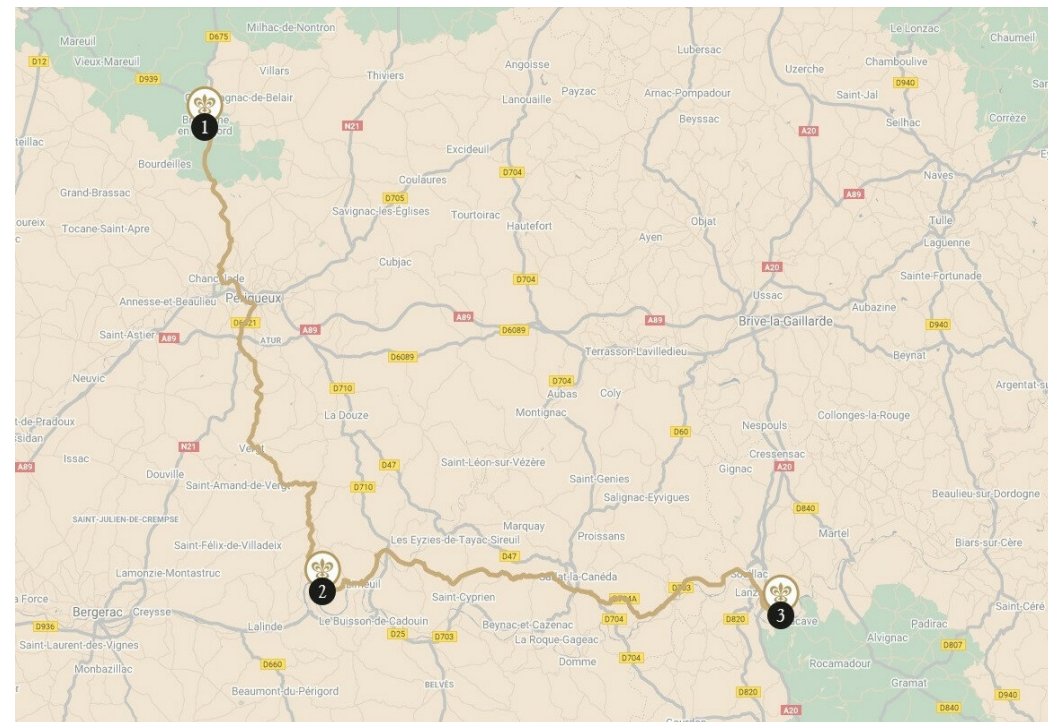 Mareuil
D675
Milhac-de-Nontron
Angoisse
Lubersac
Le Lonzac
Chaumeil
D12
Vieux-Mareuil
D939
Villars
Thiviers
Lanouaille
Payzac
Arnac-Pompadour
Uzerche
Chamboulive
D940
Saint-Jal
Beyssac
Seilhac
Corrèze
1
N21
A20
Bourdeilles
Excideuil
D704
Coulaures
Naves
Grand-Brassac
D705
Savignac-les-Églises
Tourtoirac
Hautefort
Objat
A89
Tulle
Tocane-Saint-Apre
Ayen
Laguenne
Cubjac
D704
A20
Sainte-Fortunade
Annesse-et-Beaulieu
Périgueux
Ussac
Aubazine
Saint-Astier
A89
ATUR
A89
A89
D6089
A89
Brive-la-Gaillarde
D940
D6089
Terrasson-Lavilledieu
Beynat
Neuvic
D710
D704
Aubas
Coly
La Douze
Montignac
Collonges-la-Rouge
N21
D60
Nespouls
A89
Issac
Vergt
Cressensac
D47
Saint-Léon-sur-Vézère
Gignac
A20
Douville
Saint-Amand-de-Vergt
D710
Saint-Genies
Salignac-Eyvigues
Beaulieu-sur-Dordogne
SAINT-JULIEN-DE-CREMPSE
D840
Marquay
Martel
Saint-Félix-de-Villadeix
Les Eyzies-de-Tayac-Sireuil
Proissans
Biars-sur-Cère
D47
Lamonzie-Montastruc
2
Saint-Cyprien
Saint-Céré
Bergerac
Creysse
3
D936
Lalinde
Le Buisson-de-Cadouin
Beynac-et-Cazenac
D704
D820
Padirac
Saint-Laurent-des-Vignes
D25
D703
La Roque-Gageac
Alvignac
D807
Monbazillac
D660
Domme
D704
Rocamadour
BELVÈS
Gramat
Beaumont-du-Périgord
D820
D940
A20
D840